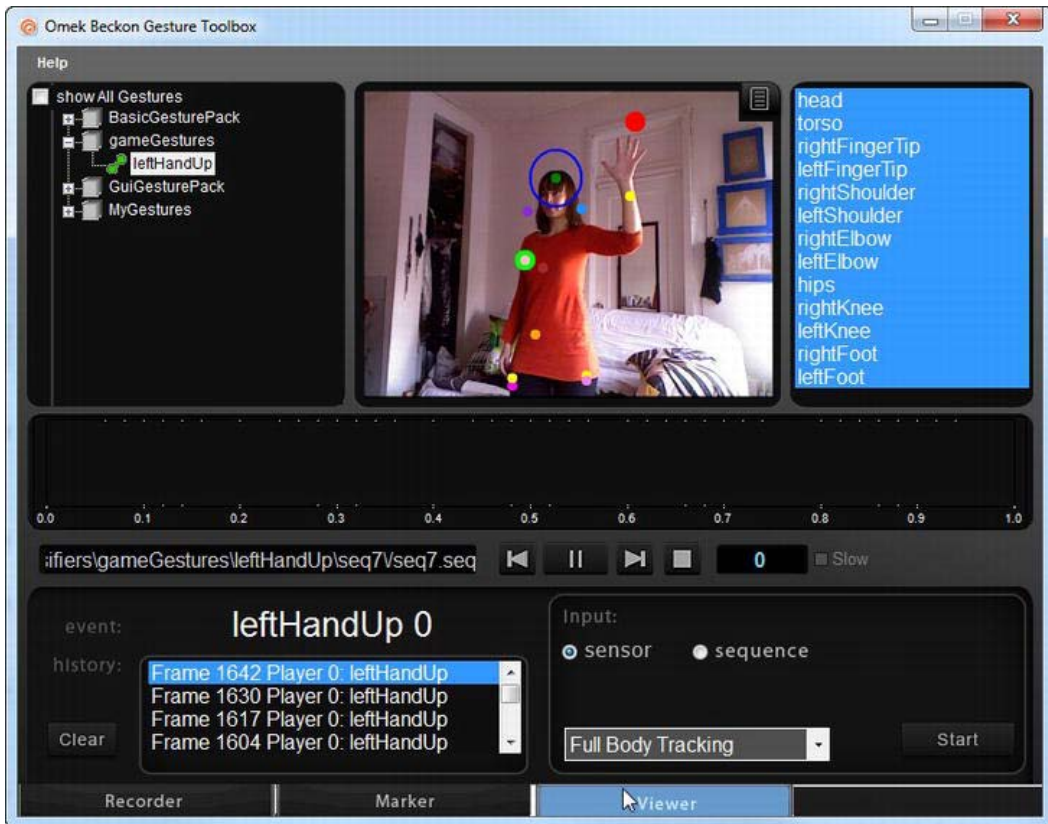 Omek Beckon Gesture Toolbox
Help
show All Gestures
BasicGesturePack
gameGestures
leftHandUp
GuiGesturePack
MyGestures
head
torso
rightFingerTip
leftFingerTip
rightShoulder
leftShoulder
rightElbow
leftElbow
hips
rightKnee
leftKnee
rightFoot
leftFoot
0.0 0.1 0.2 0.3 0.4 0.5 0.6 0.7 0.8 0.9 1.0
ifiers\gameGestures\leftHandUp\seq7\/seq7.seq
0
Slow
event: leftHandUp 0
history:
Frame 1642 Player 0: leftHandUp
Frame 1630 Player 0: leftHandUp
Frame 1617 Player 0: leftHandUp
Frame 1604 Player 0: leftHandUp
Clear
Input:
sensor sequence
Full Body Tracking
Start
Recorder Marker Viewer